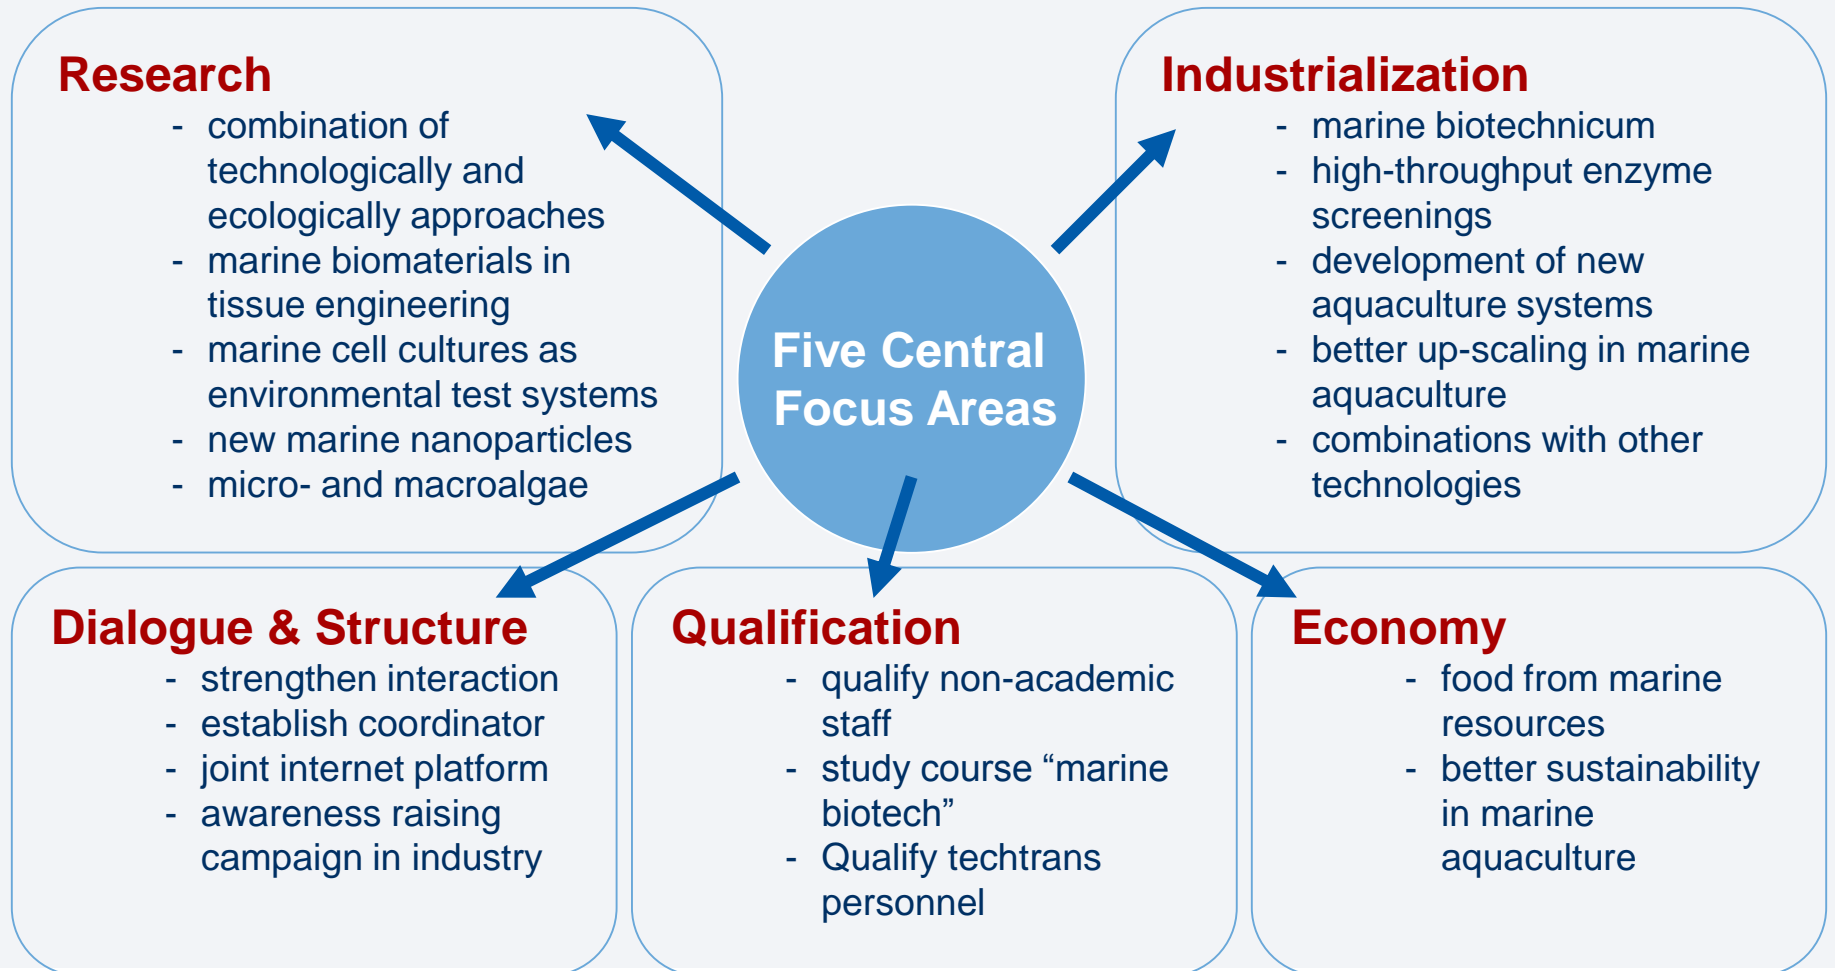 Research
- combination of
technologically and
ecologically approaches
- marine biomaterials in
tissue engineering
- marine cell cultures as
environmental test systems
- new marine nanoparticles
- micro- and macroalgae
Industrialization
- marine biotechnicum
- high-throughput enzyme
screenings
- development of new
aquaculture systems
- better up-scaling in marine
aquaculture
- combinations with other
technologies
Five Central
Focus Areas
Dialogue & Structure
- strengthen interaction
- establish coordinator
- joint internet platform
- awareness raising
campaign in industry
Qualification
- qualify non-academic
staff
- study course “marine
biotech”
- Qualify techtrans
personnel
Economy
- food from marine
resources
- better sustainability
in marine
aquaculture